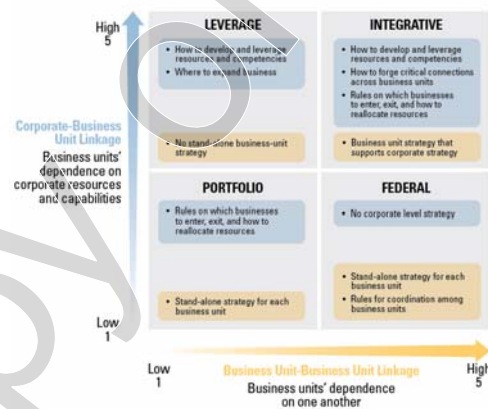 High
5
LEVERAGE
INTEGRATIVE
• How to develop and leverage
resources and competencies
• Where to expand business
• How to develop and leverage
resources and competencies
• How to forge critical connections
across business units
• Rules on which businesses
to enter, exit, and how to
reallocate resources
Corporate-Business
Unit Linkage
Business units'
dependence on
corporate resources
and capabilities
• No stand-alone business-unit
strategy
• Business unit strategy that
supports corporate strategy
PORTFOLIO
FEDERAL
• Rules on which businesses
to enter, exit, and how to
reallocate resources
• No corporate level strategy
• Stand-alone strategy for each
business unit
• Stand-alone strategy for each
business unit
• Rules for coordination among
business units
Low
1
Low
1
Business Unit-Business Unit Linkage
Business units' dependence
on one another
High
5